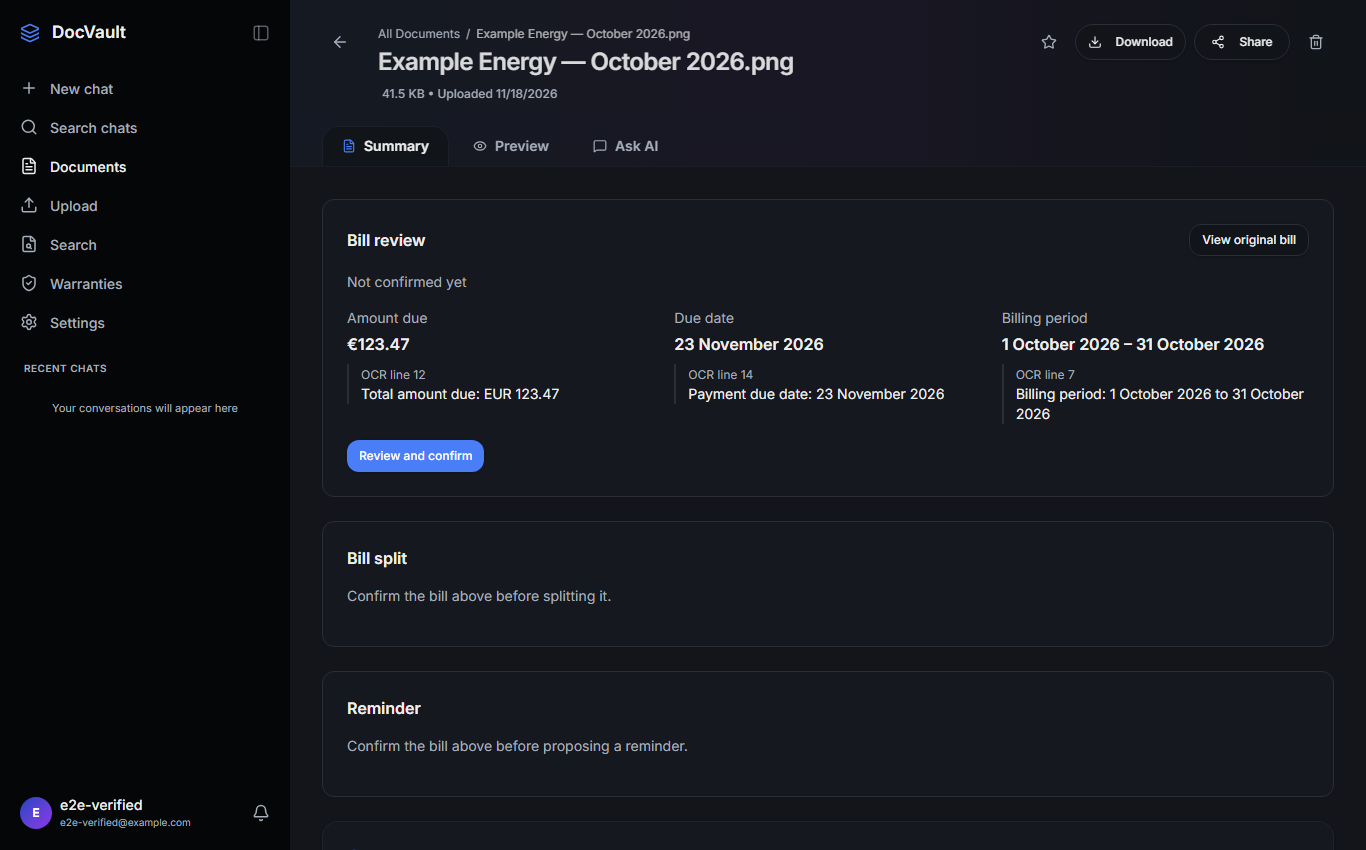 DocVault
New chat
Search chats
Documents
Upload
Search
Warranties
Settings
RECENT CHATS
Your conversations will appear here
E
e2e-verified
e2e-verified@example.com
All Documents / Example Energy — October 2026.png
Example Energy — October 2026.png
41.5 KB • Uploaded 11/18/2026
Download
Share
Summary
Preview
Ask AI
Bill review
View original bill
Not confirmed yet
Amount due
€123.47
OCR line 12
Total amount due: EUR 123.47
Due date
23 November 2026
OCR line 14
Payment due date: 23 November 2026
Billing period
1 October 2026 – 31 October 2026
OCR line 7
Billing period: 1 October 2026 to 31 October
2026
Review and confirm
Bill split
Confirm the bill above before splitting it.
Reminder
Confirm the bill above before proposing a reminder.